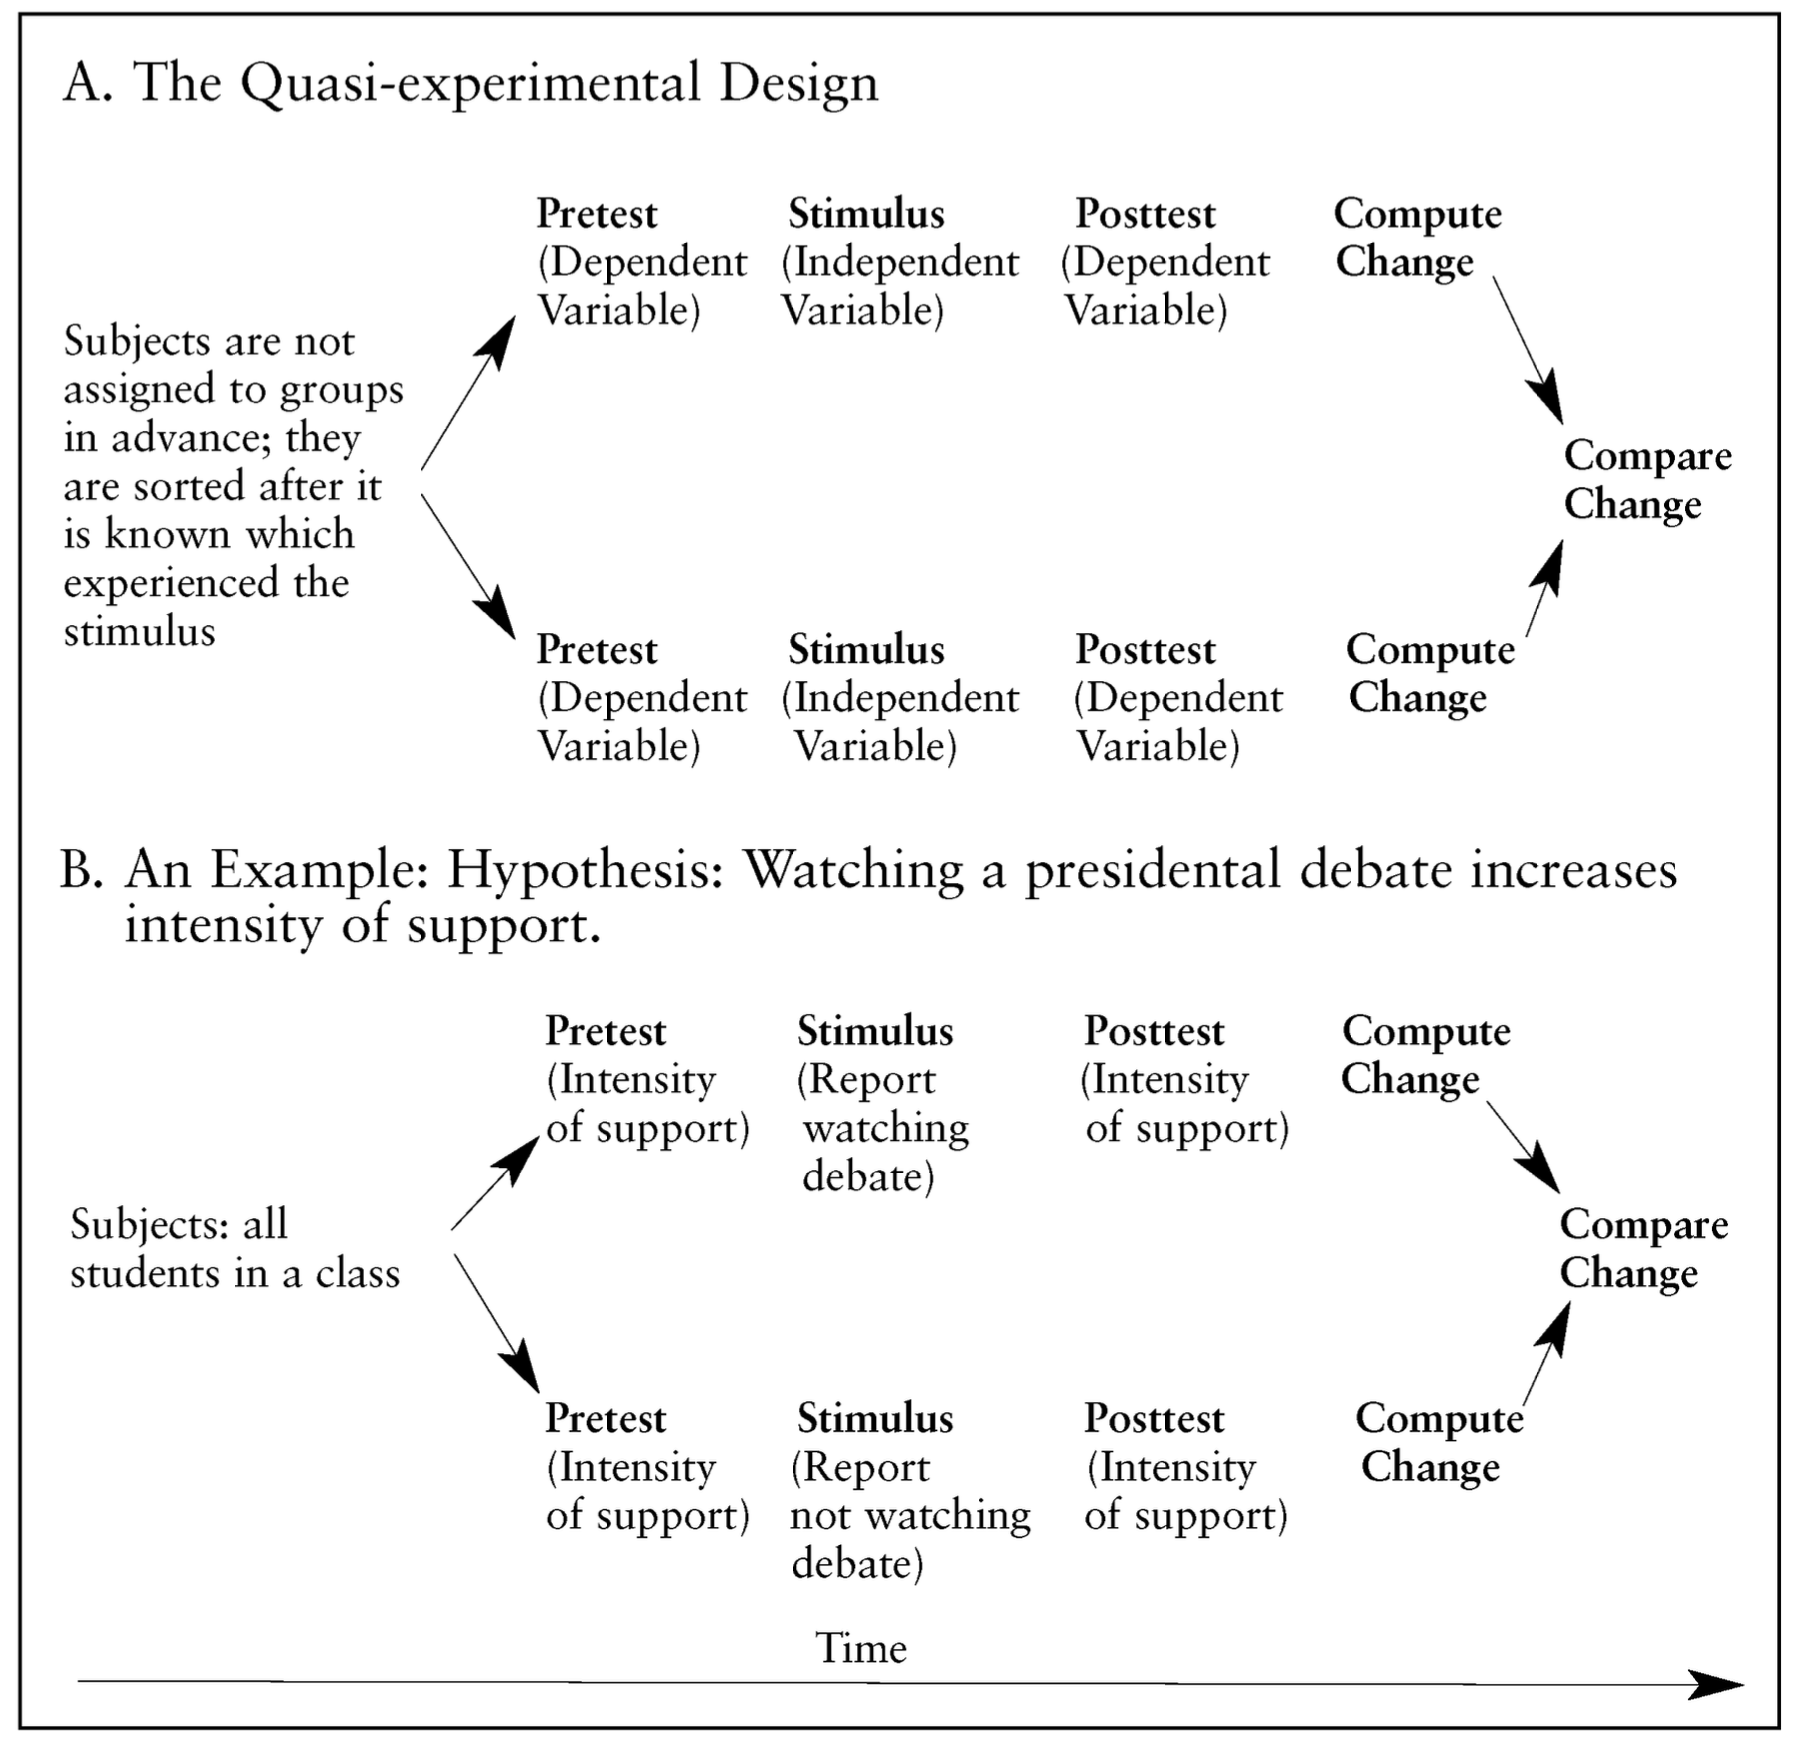 A. The Quasi-experimental Design
Pretest Stimulus Posttest Compute
(Dependent (Independent (Dependent Change
Variable) Variable) Variable)
Subjects are not
assigned to groups
in advance; they
are sorted after it
is known which
experienced the
stimulus
Compare
Change
Pretest Stimulus Posttest Compute
(Dependent (Independent (Dependent Change
Variable) Variable) Variable)
B. An Example: Hypothesis: Watching a presidental debate increases
intensity of support.
Pretest Stimulus Posttest Compute
(Intensity (Report (Intensity Change
of support) watching of support)
debate)
Subjects: all
students in a class
Compare
Change
Pretest Stimulus Posttest Compute
(Intensity (Report (Intensity Change
of support) not watching of support)
debate)
Time